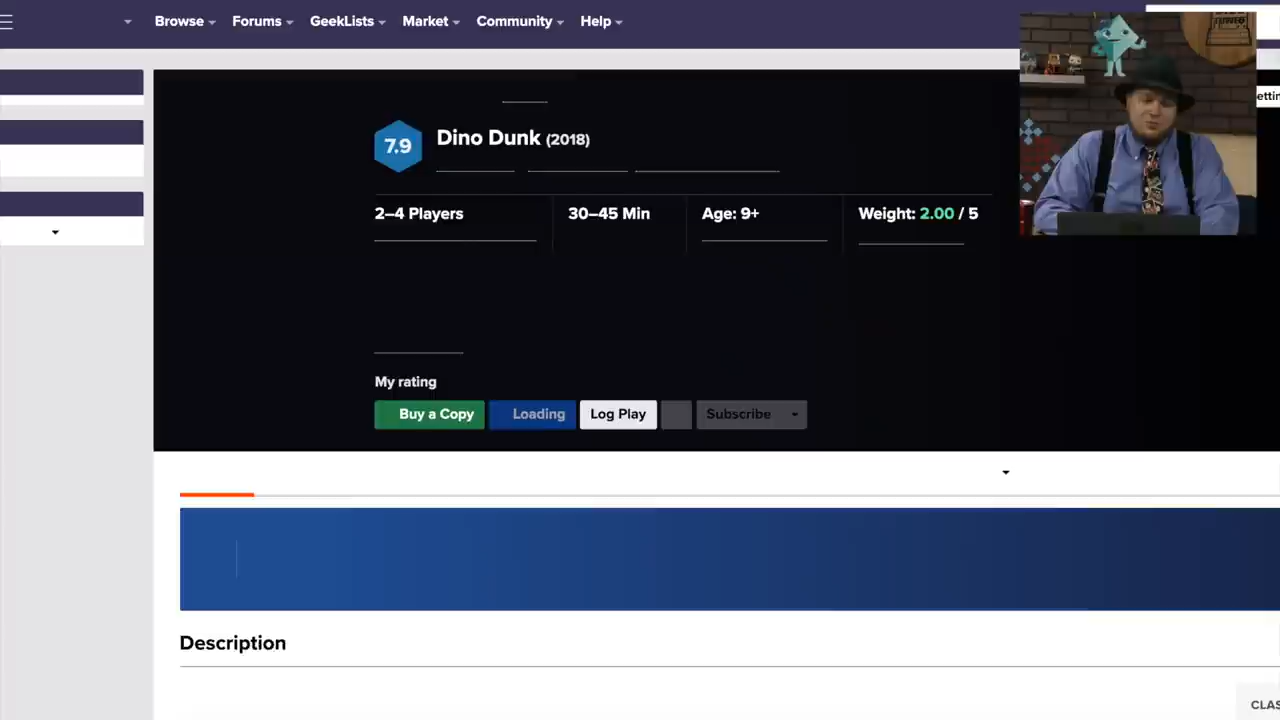 Browse Forums GeekLists Market Community Help
7.9 Dino Dunk (2018)
2–4 Players 30–45 Min Age: 9+ Weight: 2.00 / 5
My rating
Buy a Copy Loading Log Play Subscribe
Description